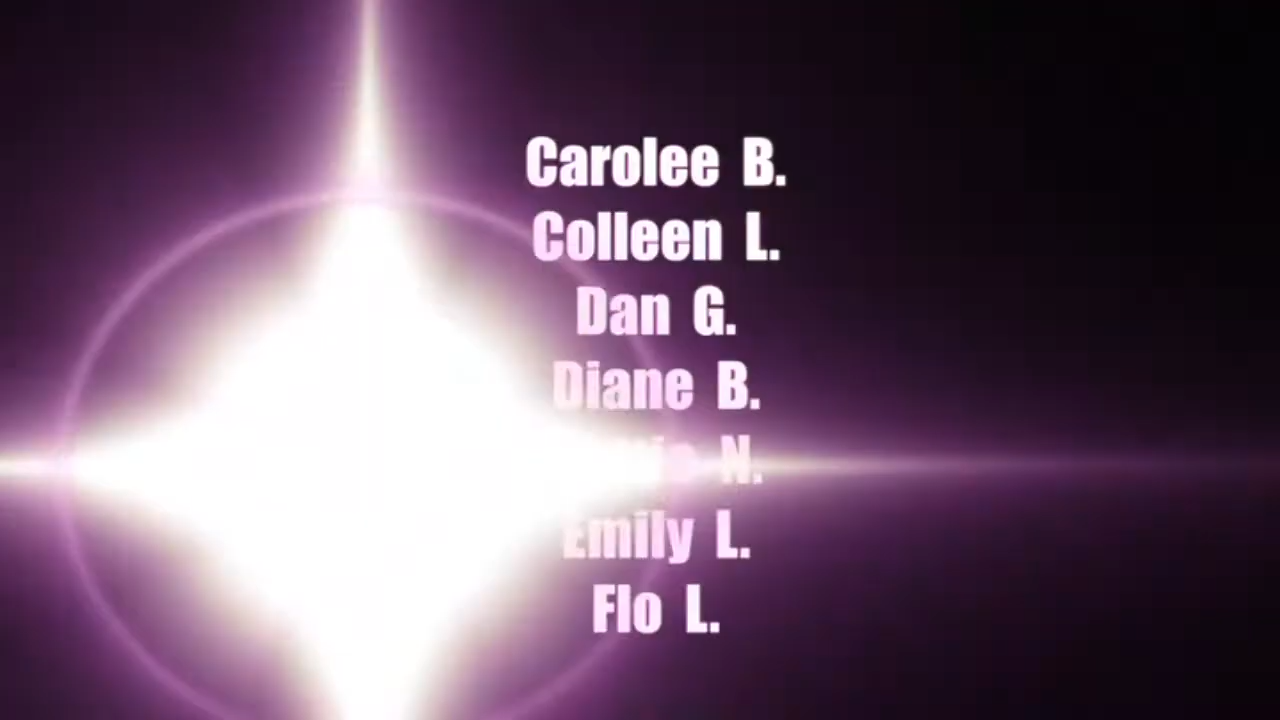 Carolee B.
Colleen L.
Dan G.
Diane B.
N.
Emily L.
Flo L.